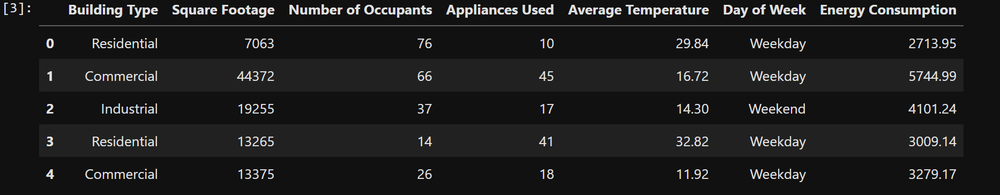 [3]: Building Type Square Footage Number of Occupants Appliances Used Average Temperature Day of Week Energy Consumption
0 Residential 7063 76 10 29.84 Weekday 2713.95
1 Commercial 44372 66 45 16.72 Weekday 5744.99
2 Industrial 19255 37 17 14.30 Weekend 4101.24
3 Residential 13265 14 41 32.82 Weekday 3009.14
4 Commercial 13375 26 18 11.92 Weekday 3279.17